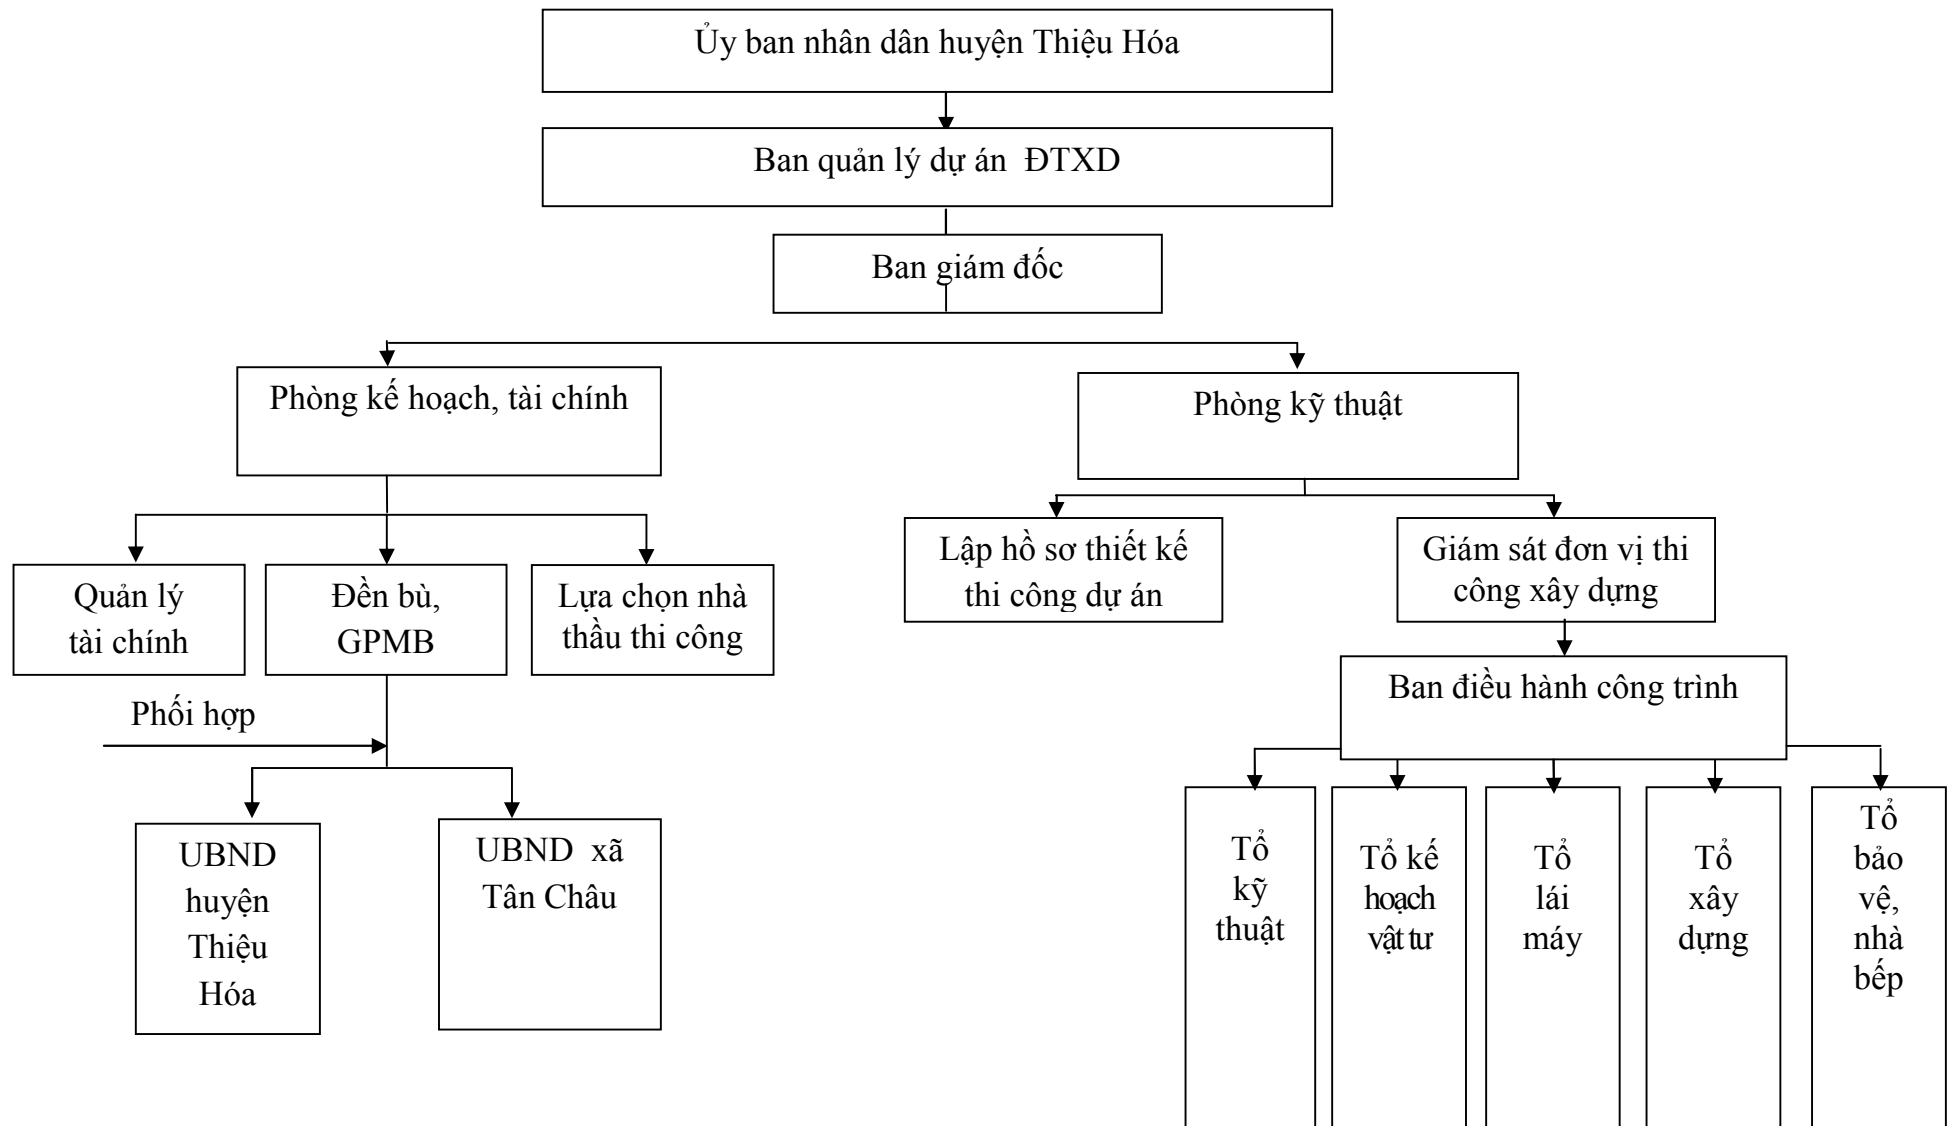 Ủy ban nhân dân huyện Thiệu Hóa
Ban quản lý dự án ĐTXD
Ban giám đốc
Phòng kế hoạch, tài chính
Phòng kỹ thuật
Quản lý
tài chính
Đền bù,
GPMB
Lựa chọn nhà
thầu thi công
Lập hồ sơ thiết kế
thi công dự án
Giám sát đơn vị thi
công xây dựng
Phối hợp
Ban điều hành công trình
UBND
huyện
Thiệu
Hóa
UBND xã
Tân Châu
Tổ
kỹ
thuật
Tổ kế
hoạch
vật tư
Tổ
lái
máy
Tổ
xây
dựng
Tổ
bảo
vệ,
nhà
bếp